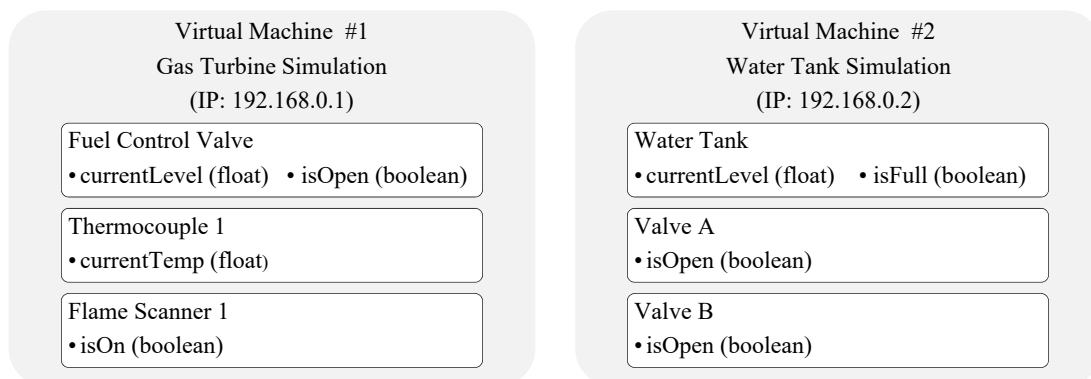 Virtual Machine #1
Gas Turbine Simulation
(IP: 192.168.0.1)
Fuel Control Valve
• currentLevel (float) • isOpen (boolean)
Thermocouple 1
• currentTemp (float)
Flame Scanner 1
• isOn (boolean)
Virtual Machine #2
Water Tank Simulation
(IP: 192.168.0.2)
Water Tank
• currentLevel (float) • isFull (boolean)
Valve A
• isOpen (boolean)
Valve B
• isOpen (boolean)